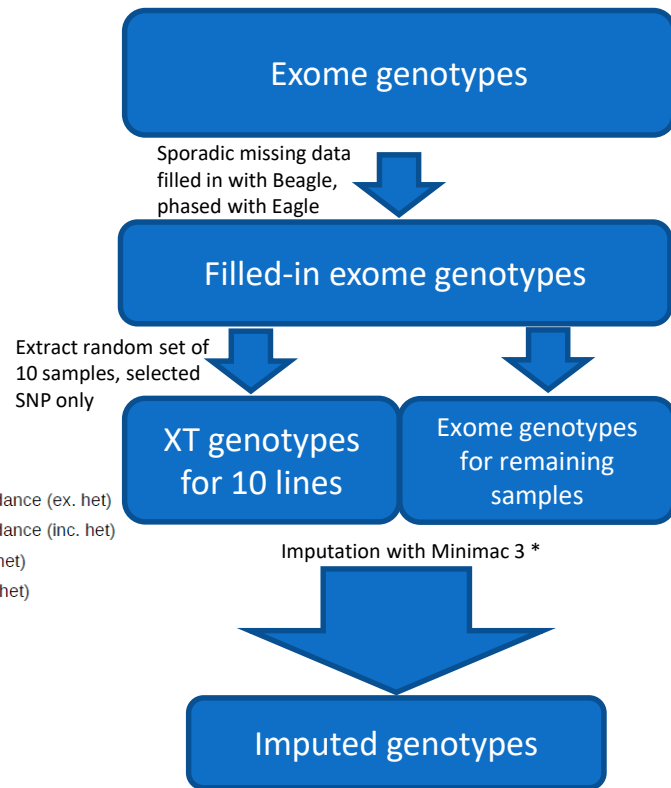 Exome genotypes
Sporadic missing data
filled in with Beagle,
phased with Eagle
Filled-in exome genotypes
Extract random set of
10 samples, selected
SNP only
XT genotypes
for 10 lines
Exome genotypes
for remaining
samples
dance (ex. het)
dance (inc. het)
het)
het)
Imputation with Minimac 3 *
Imputed genotypes